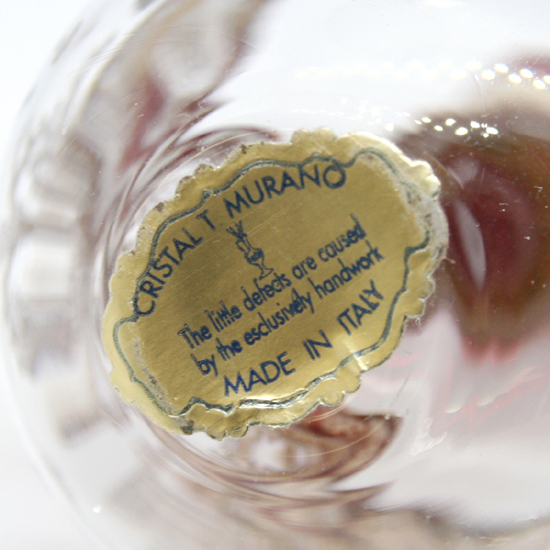 CRISTAL T MURANO
The little defects are caused
by the esclusively handwork
MADE IN ITALY